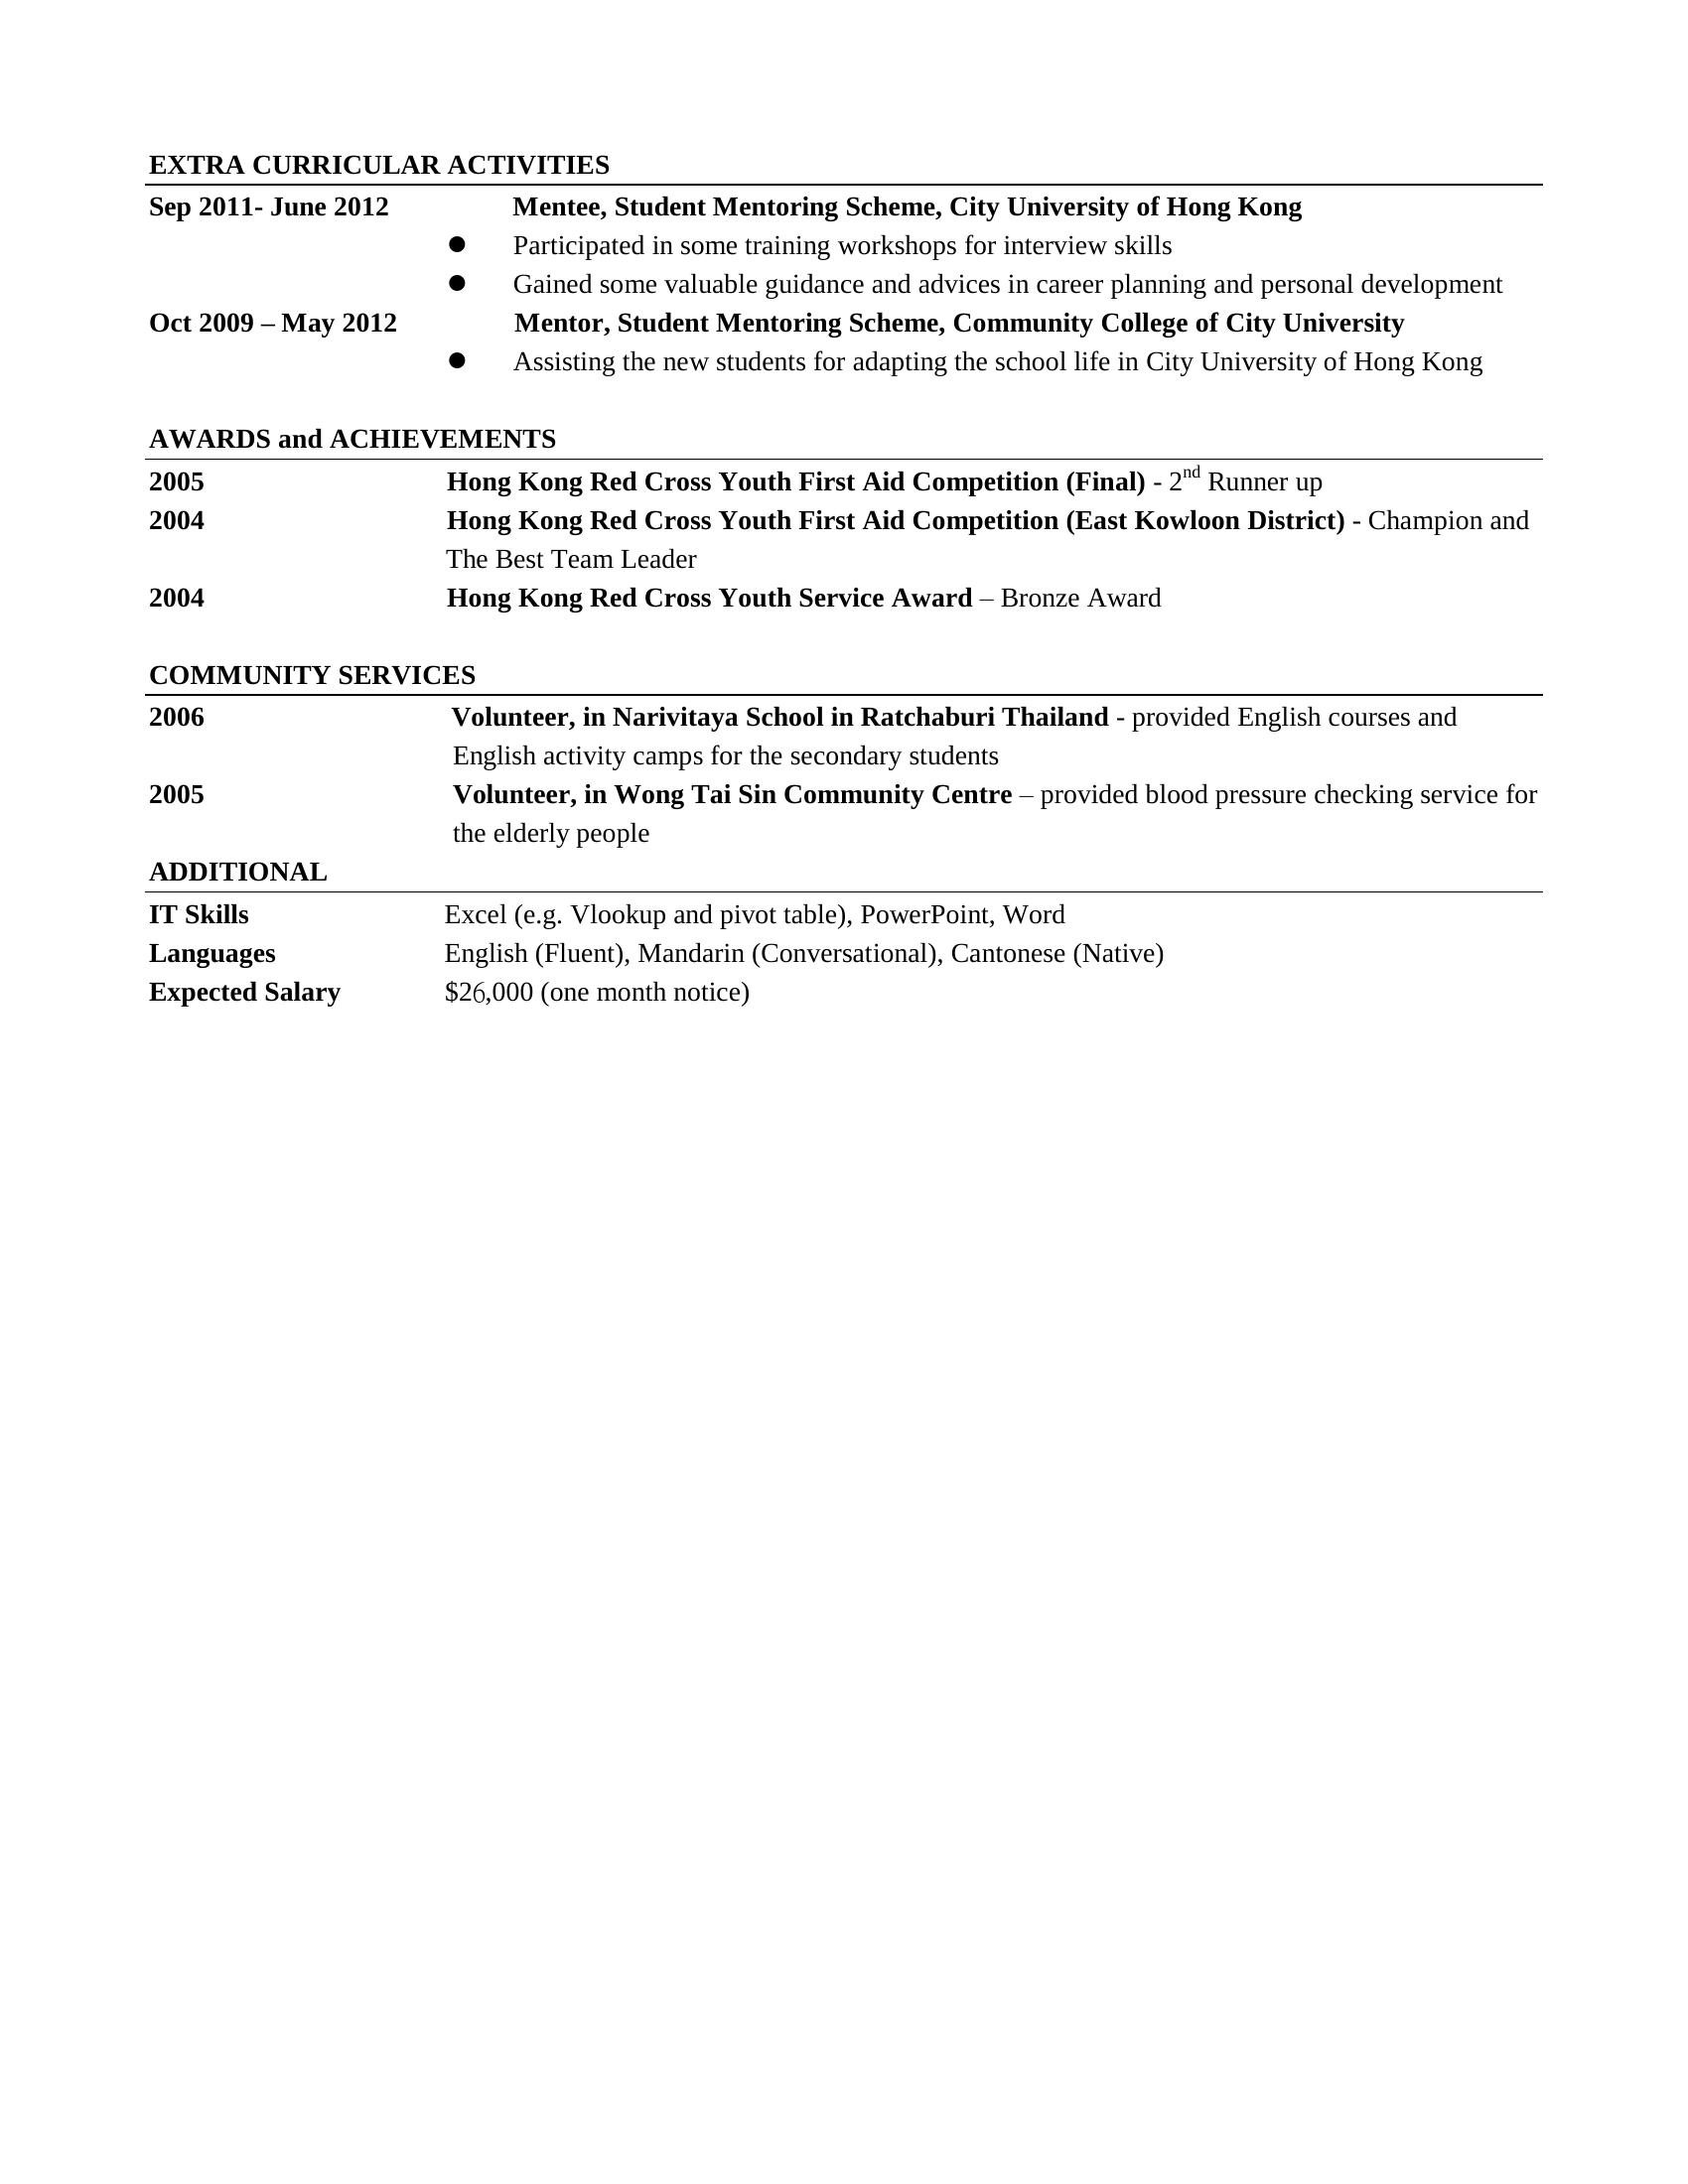 EXTRA CURRICULAR ACTIVITIES
Sep 2011- June 2012 Mentee, Student Mentoring Scheme, City University of Hong Kong
● Participated in some training workshops for interview skills
● Gained some valuable guidance and advices in career planning and personal development
Oct 2009 – May 2012 Mentor, Student Mentoring Scheme, Community College of City University
● Assisting the new students for adapting the school life in City University of Hong Kong
AWARDS and ACHIEVEMENTS
2005 Hong Kong Red Cross Youth First Aid Competition (Final) - 2nd Runner up
2004 Hong Kong Red Cross Youth First Aid Competition (East Kowloon District) - Champion and
The Best Team Leader
2004 Hong Kong Red Cross Youth Service Award – Bronze Award
COMMUNITY SERVICES
2006 Volunteer, in Narivitaya School in Ratchaburi Thailand - provided English courses and
English activity camps for the secondary students
2005 Volunteer, in Wong Tai Sin Community Centre – provided blood pressure checking service for
the elderly people
ADDITIONAL
IT Skills Excel (e.g. Vlookup and pivot table), PowerPoint, Word
Languages English (Fluent), Mandarin (Conversational), Cantonese (Native)
Expected Salary $26,000 (one month notice)